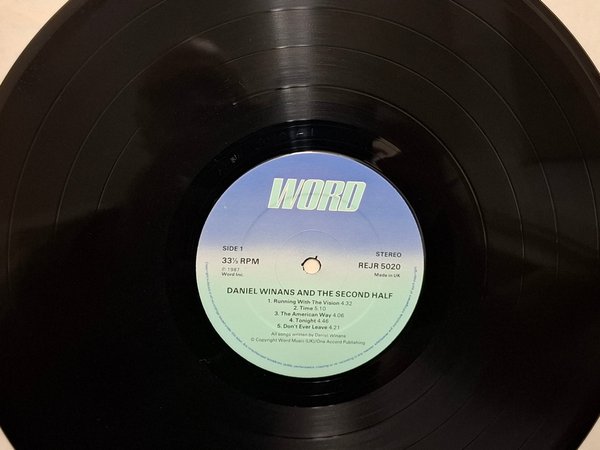 WORD
SIDE 1
STEREO
33⅓ RPM
REJR 5020
℗ 1987
Made in UK
Word Inc.
DANIEL WINANS AND THE SECOND HALF
1. Running With The Vision 4.32
2. Time 5.10
3. The American Way 4.06
4. Tonight 4.46
5. Don't Ever Leave 4.21
All songs written by Daniel Winans
© Copyright Word Music (UK)/One Accord Publishing